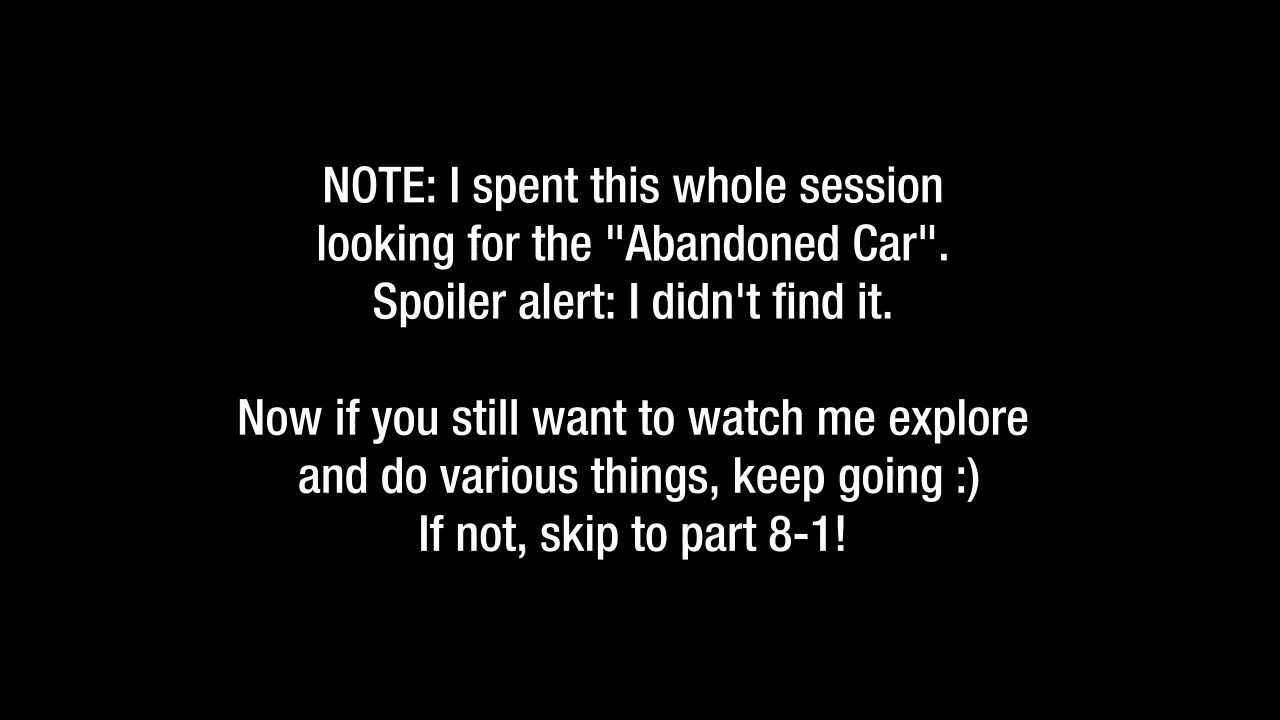 NOTE: I spent this whole session
looking for the "Abandoned Car".
Spoiler alert: I didn't find it.
Now if you still want to watch me explore
and do various things, keep going :)
If not, skip to part 8-1!